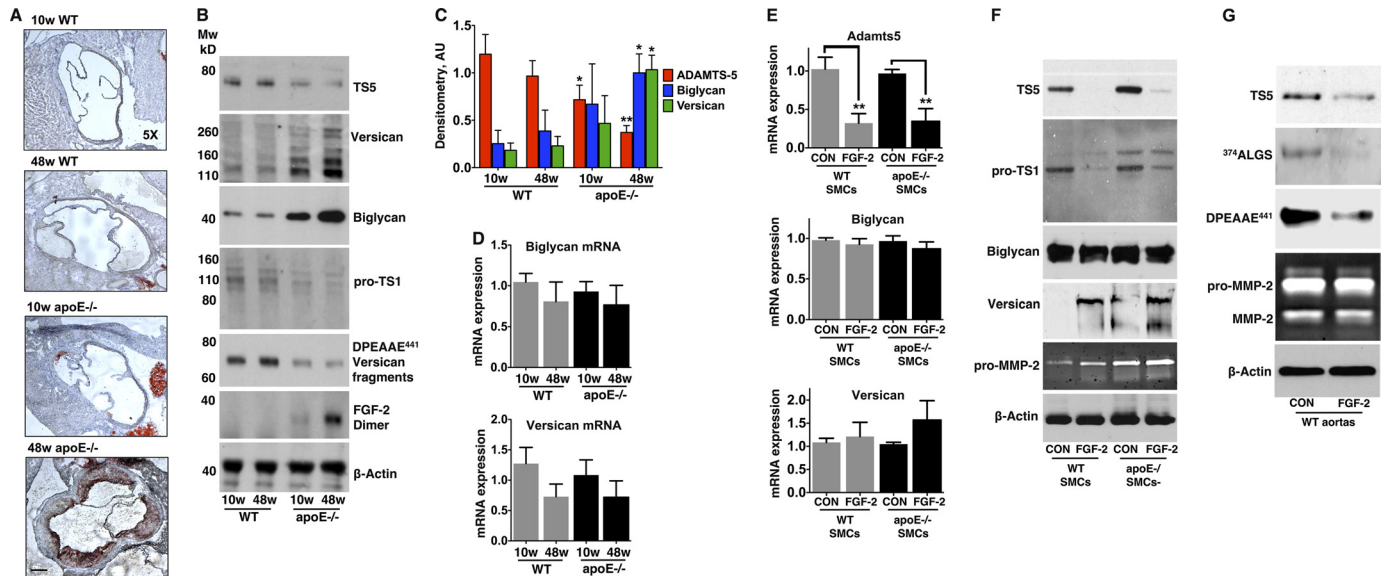 A
10w WT
5X
48w WT
10w apoE-/-
48w apoE-/-
B
Mw
kD
80
TS5
260
160
110
Versican
40
Biglycan
160
110
80
pro-TS1
80
60
DPEAAE⁴⁴¹
Versican
fragments
40
FGF-2
Dimer
40
β-Actin
10w 48w 10w 48w
WT apoE-/-
C
Densitometry, AU
1.5
1.0
0.5
0.0
* ** * *
ADAMTS-5
Biglycan
Versican
10w 48w 10w 48w
WT apoE-/-
D
Biglycan mRNA
mRNA expression
1.5
1.0
0.5
0.0
10w 48w 10w 48w
WT apoE-/-
Versican mRNA
mRNA expression
2.0
1.5
1.0
0.5
0.0
10w 48w 10w 48w
WT apoE-/-
E
Adamts5
mRNA expression
1.5
1.0
0.5
0.0
** **
CON FGF-2 CON FGF-2
WT apoE-/-
SMCs SMCs
Biglycan
mRNA expression
1.5
1.0
0.5
0.0
CON FGF-2 CON FGF-2
WT apoE-/-
SMCs SMCs
Versican
mRNA expression
2.0
1.5
1.0
0.5
0.0
CON FGF-2 CON FGF-2
WT apoE-/-
SMCs SMCs
F
TS5
pro-TS1
Biglycan
Versican
pro-MMP-2
β-Actin
CON FGF-2 CON FGF-2
WT apoE-/
SMCs SMCs-
G
TS5
³⁷⁴ALGS
DPEAAE⁴⁴¹
pro-MMP-2
MMP-2
β-Actin
CON FGF-2
WT aortas